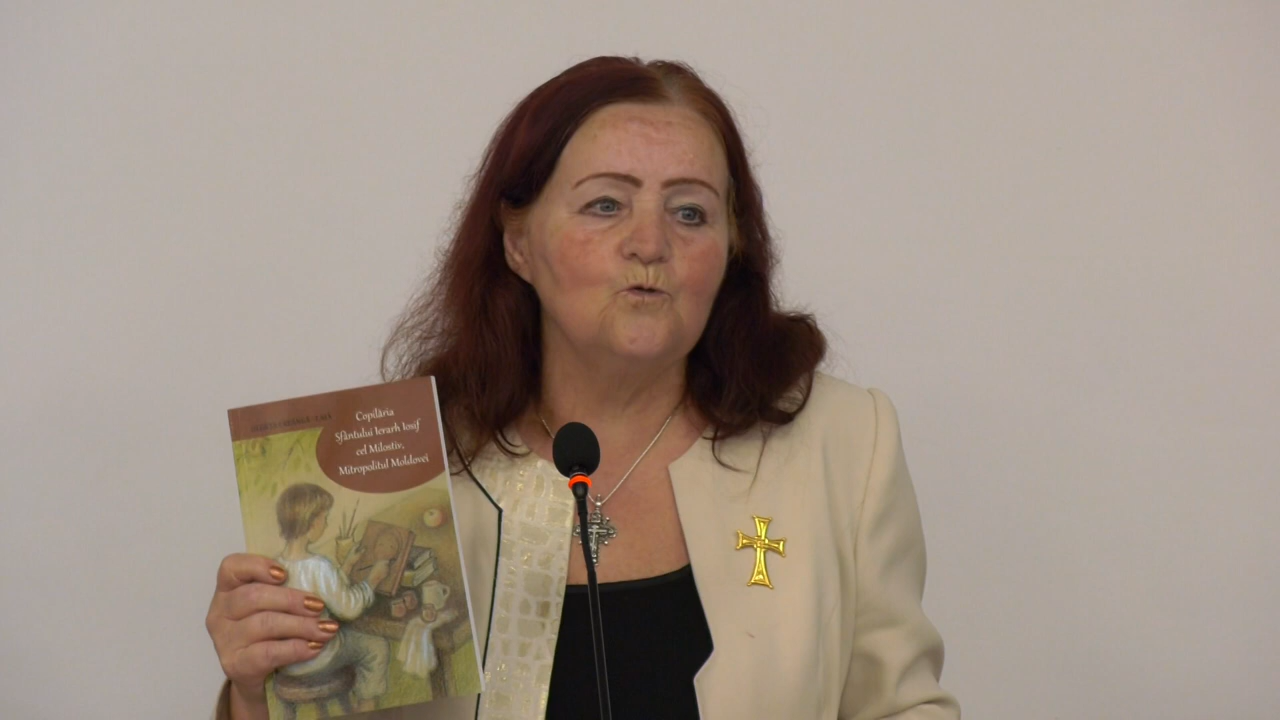 Copilăria
Sfântului Ierarh Iosif
cel Milostiv,
Mitropolitul Moldovei